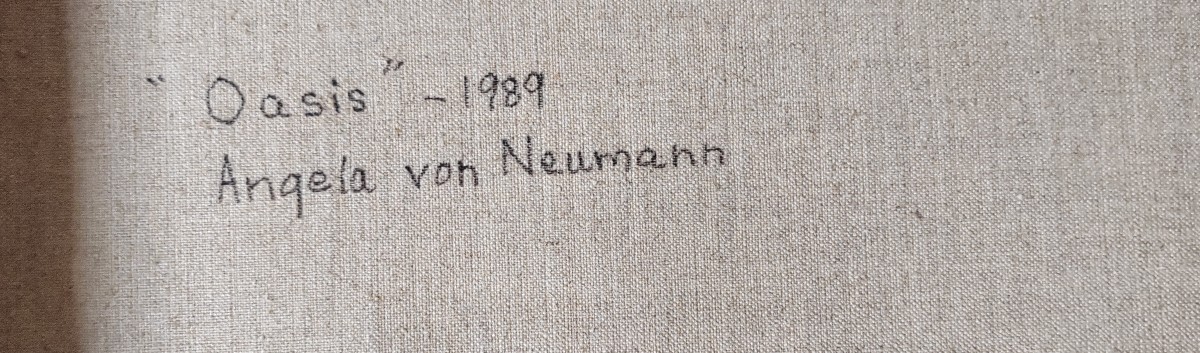 "Oasis" - 1989
Angela von Neumann